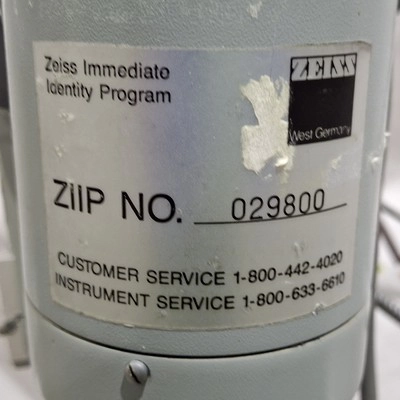 Zeiss Immediate
Identity Program
ZEISS
West Germany
ZiIP NO. 029800
CUSTOMER SERVICE 1-800-442-4020
INSTRUMENT SERVICE 1-800-633-6610